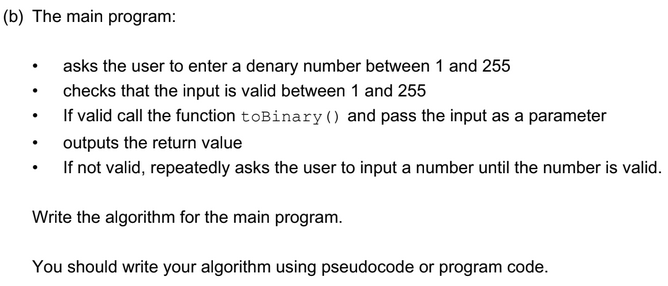 (b) The main program:
• asks the user to enter a denary number between 1 and 255
• checks that the input is valid between 1 and 255
• If valid call the function toBinary() and pass the input as a parameter
• outputs the return value
• If not valid, repeatedly asks the user to input a number until the number is valid.
Write the algorithm for the main program.
You should write your algorithm using pseudocode or program code.